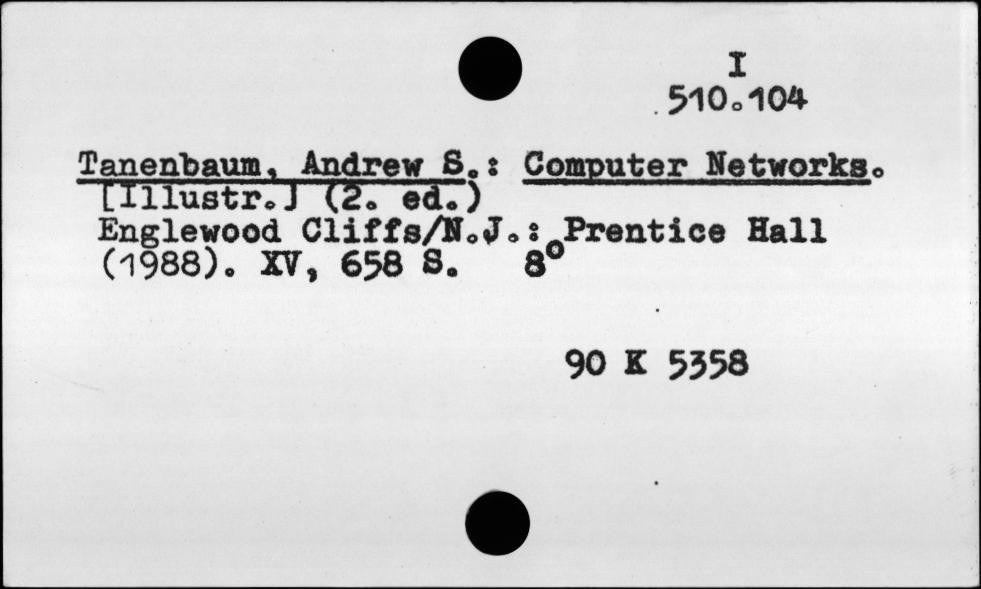 I
510.104
Tanenbaum, Andrew S.: Computer Networks.
[Illustr.] (2. ed.)
Englewood Cliffs/N.J.: Prentice Hall
(1988). XV, 658 S. 8°
90 K 5358